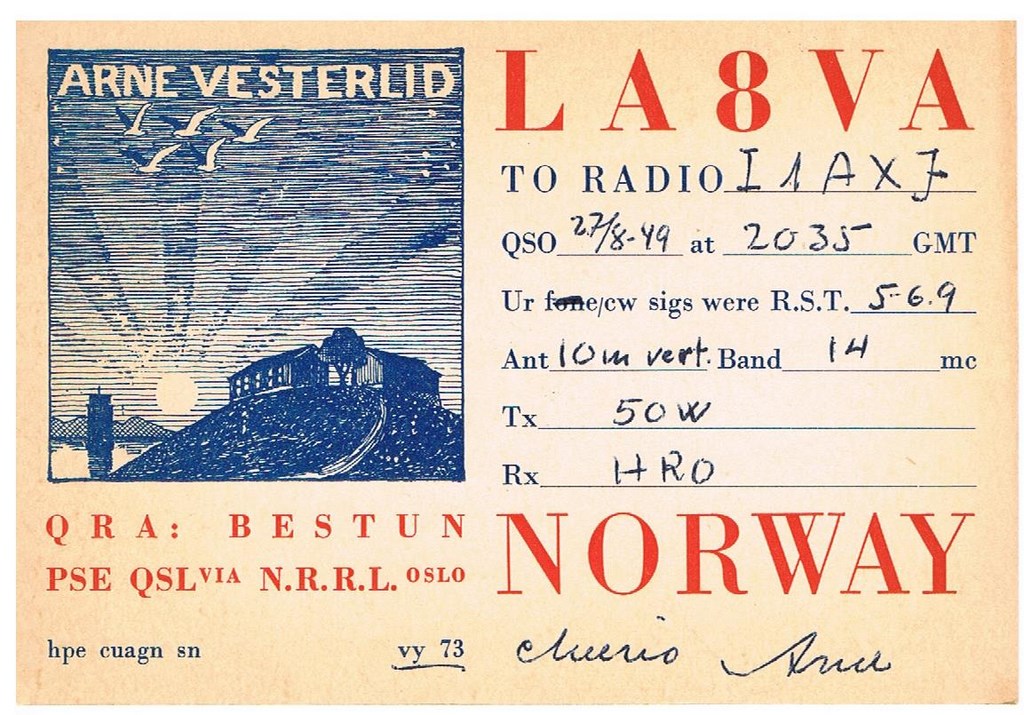 ARNE VESTERLID
LA8VA
TO RADIO I1AXJ
QSO 27/8-49 at 2035 GMT
Ur fone/cw sigs were R.S.T. 5-6.9
Ant 10m vert. Band 14 mc
Tx 50W
Rx HRO
QRA: BESTUN
PSE QSL VIA N.R.R.L. OSLO
NORWAY
hpe cuagn sn vy 73
cheerio Arne